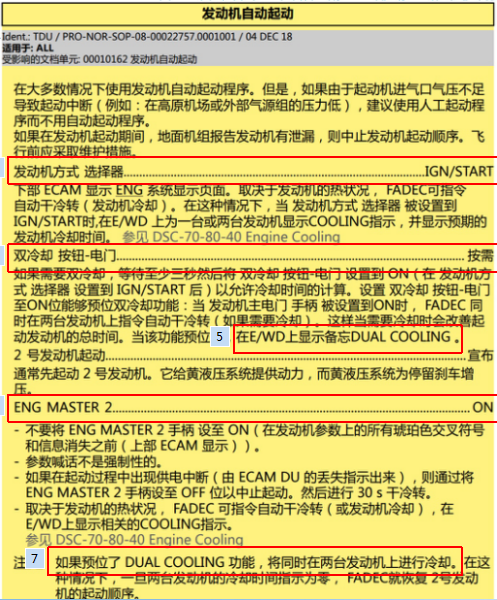 发动机自动起动
Ident.: TDU / PRO-NOR-SOP-08-00022757.0001001 / 04 DEC 18
适用于: ALL
受影响的文档单元: 00010162 发动机自动起动
在大多数情况下使用发动机自动起动程序。但是，如果由于起动机进气口气压不足
导致起动中断（例如：在高原机场或外部气源组的压力低），建议使用人工起动程
序而不用自动起动程序。
如果在发动机起动期间，地面机组报告发动机有泄漏，则中止发动机起动顺序。飞
行前应采取维护措施。
发动机方式 选择器......IGN/START
下部 ECAM 显示 ENG 系统显示页面。取决于发动机的热状况， FADEC可指令
自动干冷转（发动机冷却）。在这种情况下，当 发动机方式 选择器 被设置到
IGN/START时,在E/WD 上为一台或两台发动机显示COOLING指示，并显示预期的
发动机冷却时间。 参见 DSC-70-80-40 Engine Cooling
双冷却 按钮-电门......按需
如果需要双冷却，等待至少三秒然后将 双冷却 按钮-电门 设置到 ON（在 发动机方
式 选择器 设置到 IGN/START 后）以允许冷却时间的计算。设置 双冷却 按钮-电门
至ON位能够预位双冷却功能：当 发动机主电门 手柄 被设置到ON时， FADEC 同
时在两台发动机上指令自动干冷转（如果需要冷却）。这样当需要冷却时会改善起
动发动机的总时间。当该功能预位 5 在E/WD上显示备忘DUAL COOLING 。
2 号发动机起动......宣布
通常先起动 2 号发动机。它给黄液压系统提供动力，而黄液压系统为停留刹车增
压。
ENG MASTER 2......ON
- 不要将 ENG MASTER 2 手柄 设至 ON（在发动机参数上的所有琥珀色交叉符号
和信息消失之前（上部 ECAM 显示））。
- 参数喊话不是强制性的。
- 如果在起动过程中出现供电中断（由 ECAM DU 的丢失指示出来），则通过将
ENG MASTER 2 手柄设至 OFF 位以中止起动。然后进行 30 s 干冷转。
- 取决于发动机的热状况， FADEC 可指令自动干冷转（或发动机冷却），在
E/WD上显示相关的COOLING指示。
参见 DSC-70-80-40 Engine Cooling
注 7 如果预位了 DUAL COOLING 功能，将同时在两台发动机上进行冷却。在这
种情况下，一旦两台发动机的冷却时间指示为零， FADEC就恢复 2号发动
机的起动顺序。